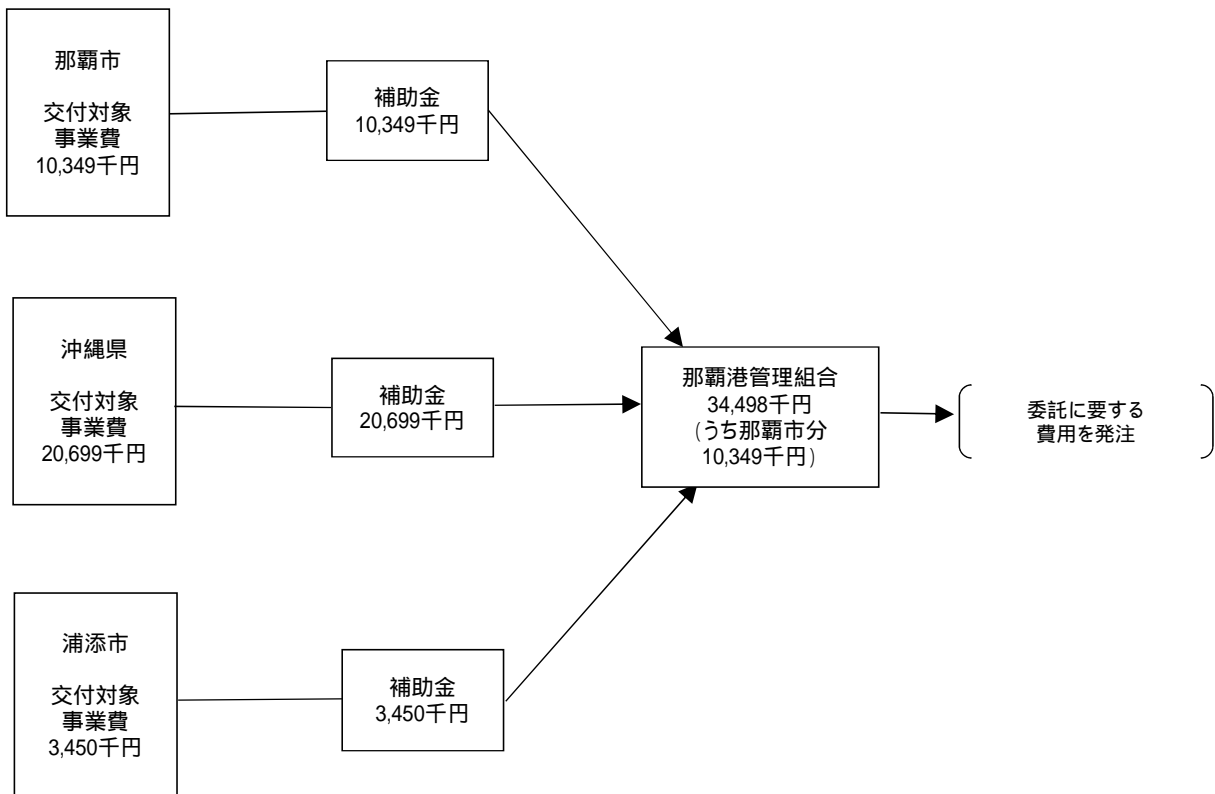 那覇市
交付対象
事業費
10,349千円
補助金
10,349千円
沖縄県
交付対象
事業費
20,699千円
補助金
20,699千円
那覇港管理組合
34,498千円
(うち那覇市分
10,349千円)
委託に要する
費用を発注
浦添市
交付対象
事業費
3,450千円
補助金
3,450千円